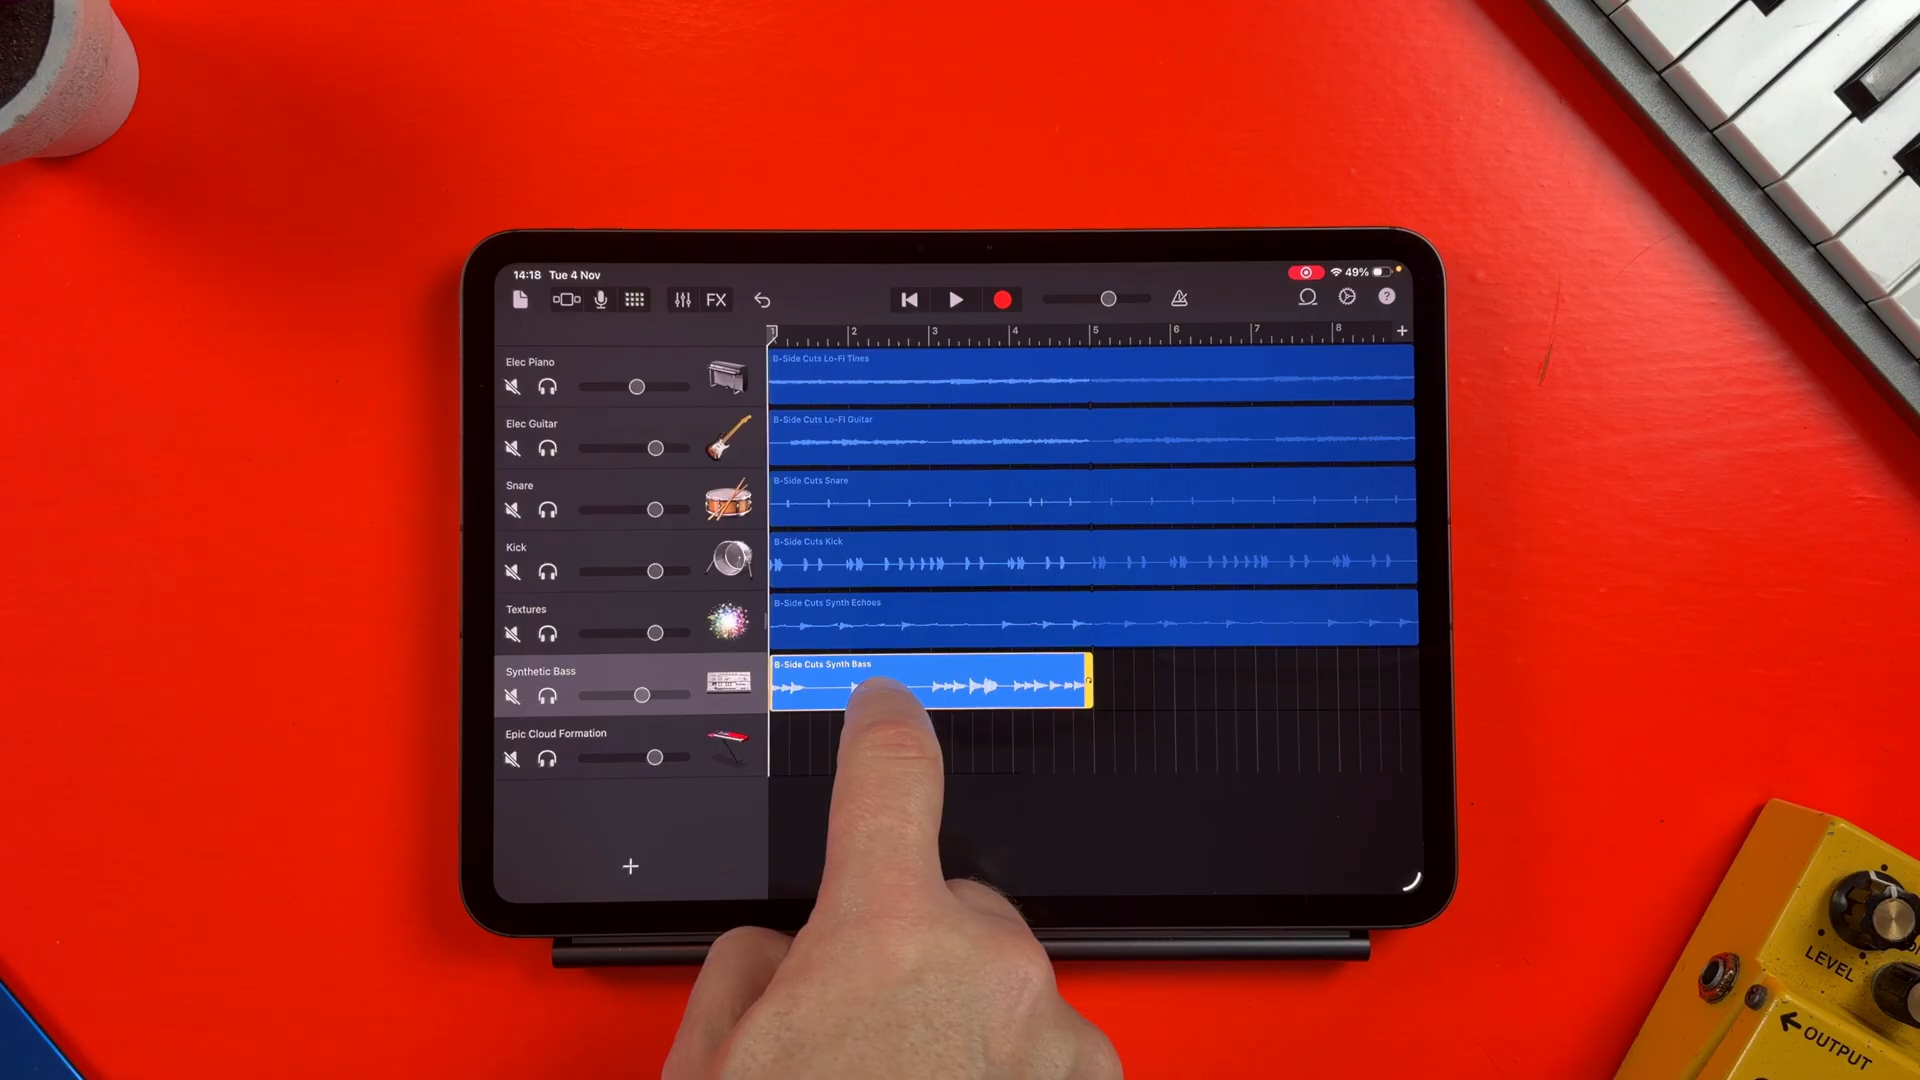 14:18 Tue 4 Nov
49%
FX
?
1 2 3 4 5 6 7 8 +
Elec Piano
B-Side Cuts Lo-Fi Tines
Elec Guitar
B-Side Cuts Lo-Fi Guitar
Snare
B-Side Cuts Snare
Kick
B-Side Cuts Kick
Textures
B-Side Cuts Synth Echoes
Synthetic Bass
B-Side Cuts Synth Bass
Epic Cloud Formation
+
LEVEL
OUTPUT